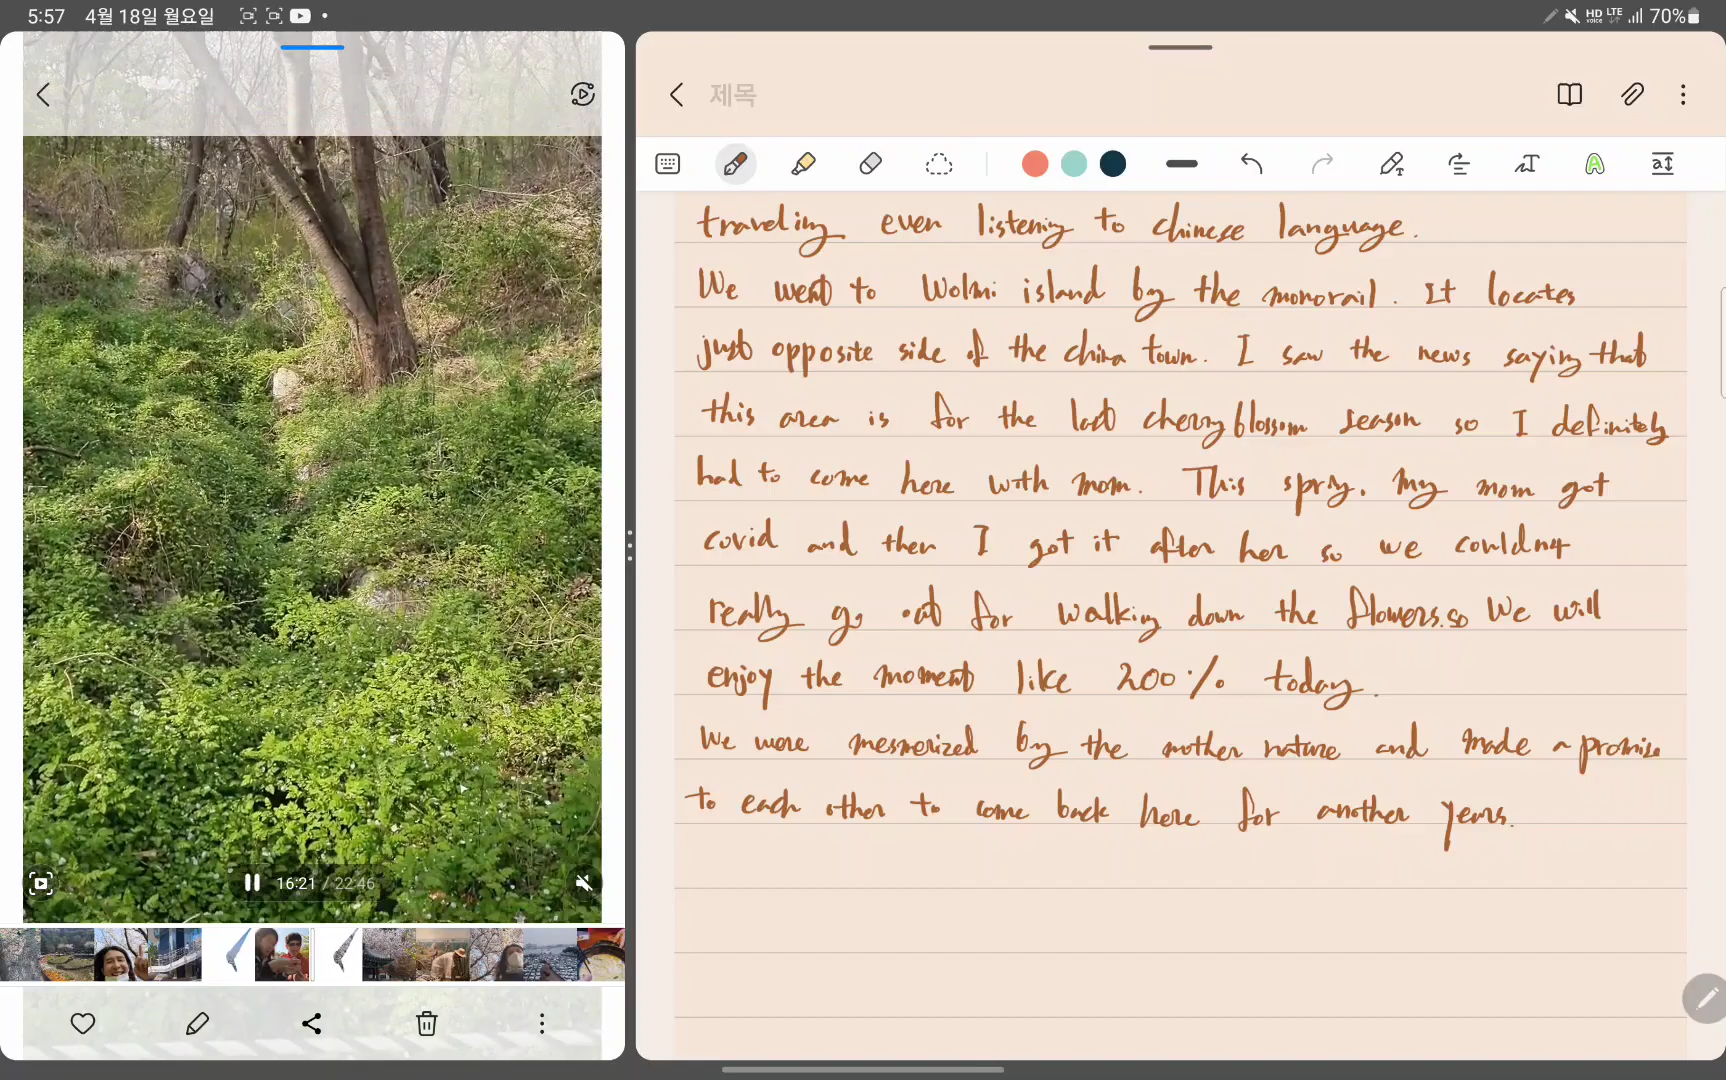 5:57 4월 18일 월요일
HD voice LTE 70%
제목
traveling even listening to chinese language.
We went to Wolmi island by the monorail. It locates
just opposite side of the china town. I saw the news saying that
this area is for the last cherry blossom season so I definitely
had to come here with mom. This spriy, my mom got
covid and then I got it after her so we couldn't
really go out for walking down the flowers. so We will
enjoy the moment like 200% today.
We were mesmerized by the mother nature and made a promise
to each other to come back here for another years.
16:21 / 22:46